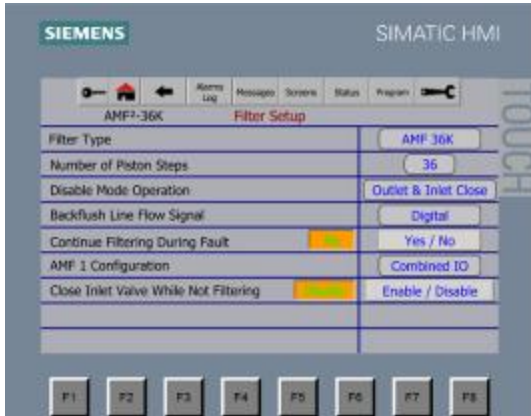 SIEMENS SIMATIC HMI
TOUCH
Alarms Log Messages Screens Status Program
AMF²-36K Filter Setup
Filter Type AMF 36K
Number of Piston Steps 36
Disable Mode Operation Outlet & Inlet Close
Backflush Line Flow Signal Digital
Continue Filtering During Fault Yes / No
AMF 1 Configuration Combined IO
Close Inlet Valve While Not Filtering Enable / Disable
F1 F2 F3 F4 F5 F6 F7 F8